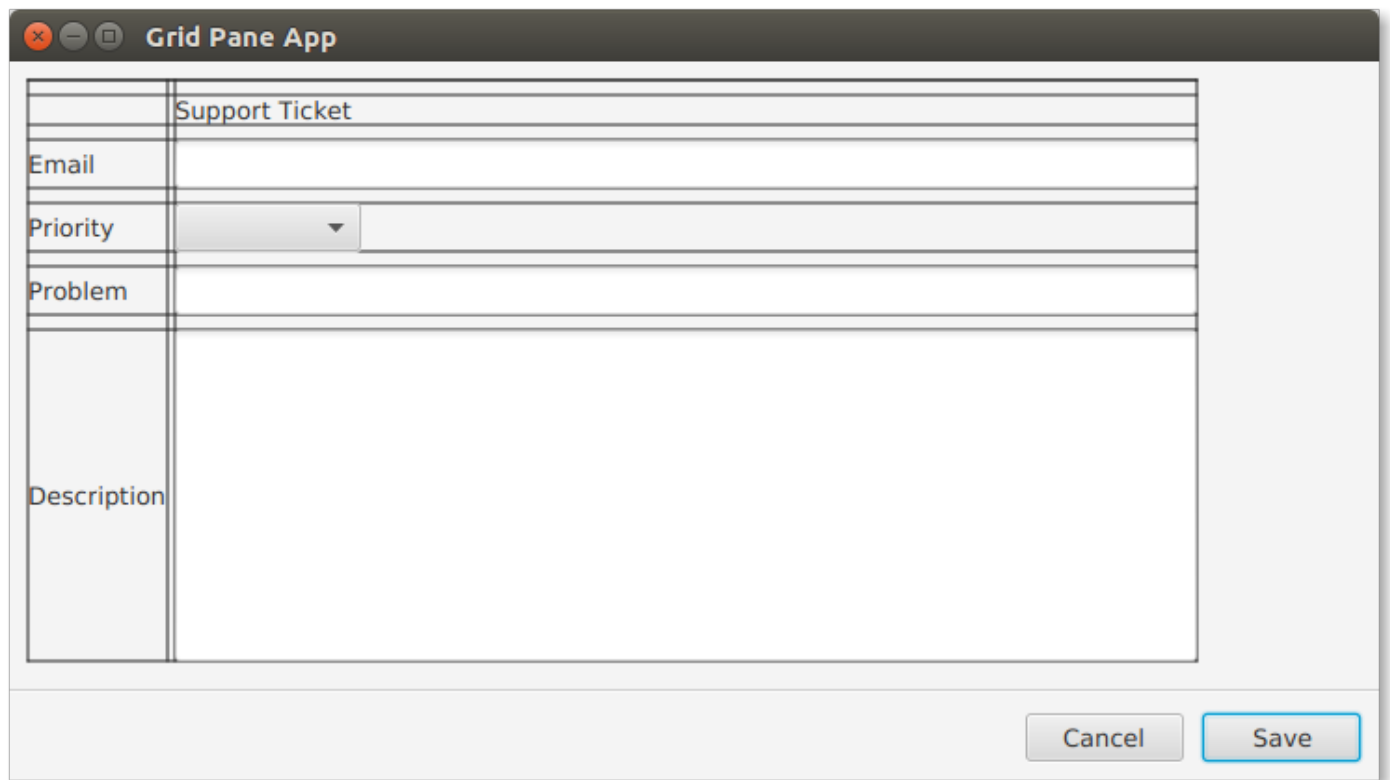 Grid Pane App
Support Ticket
Email
Priority
Problem
Description
Cancel Save